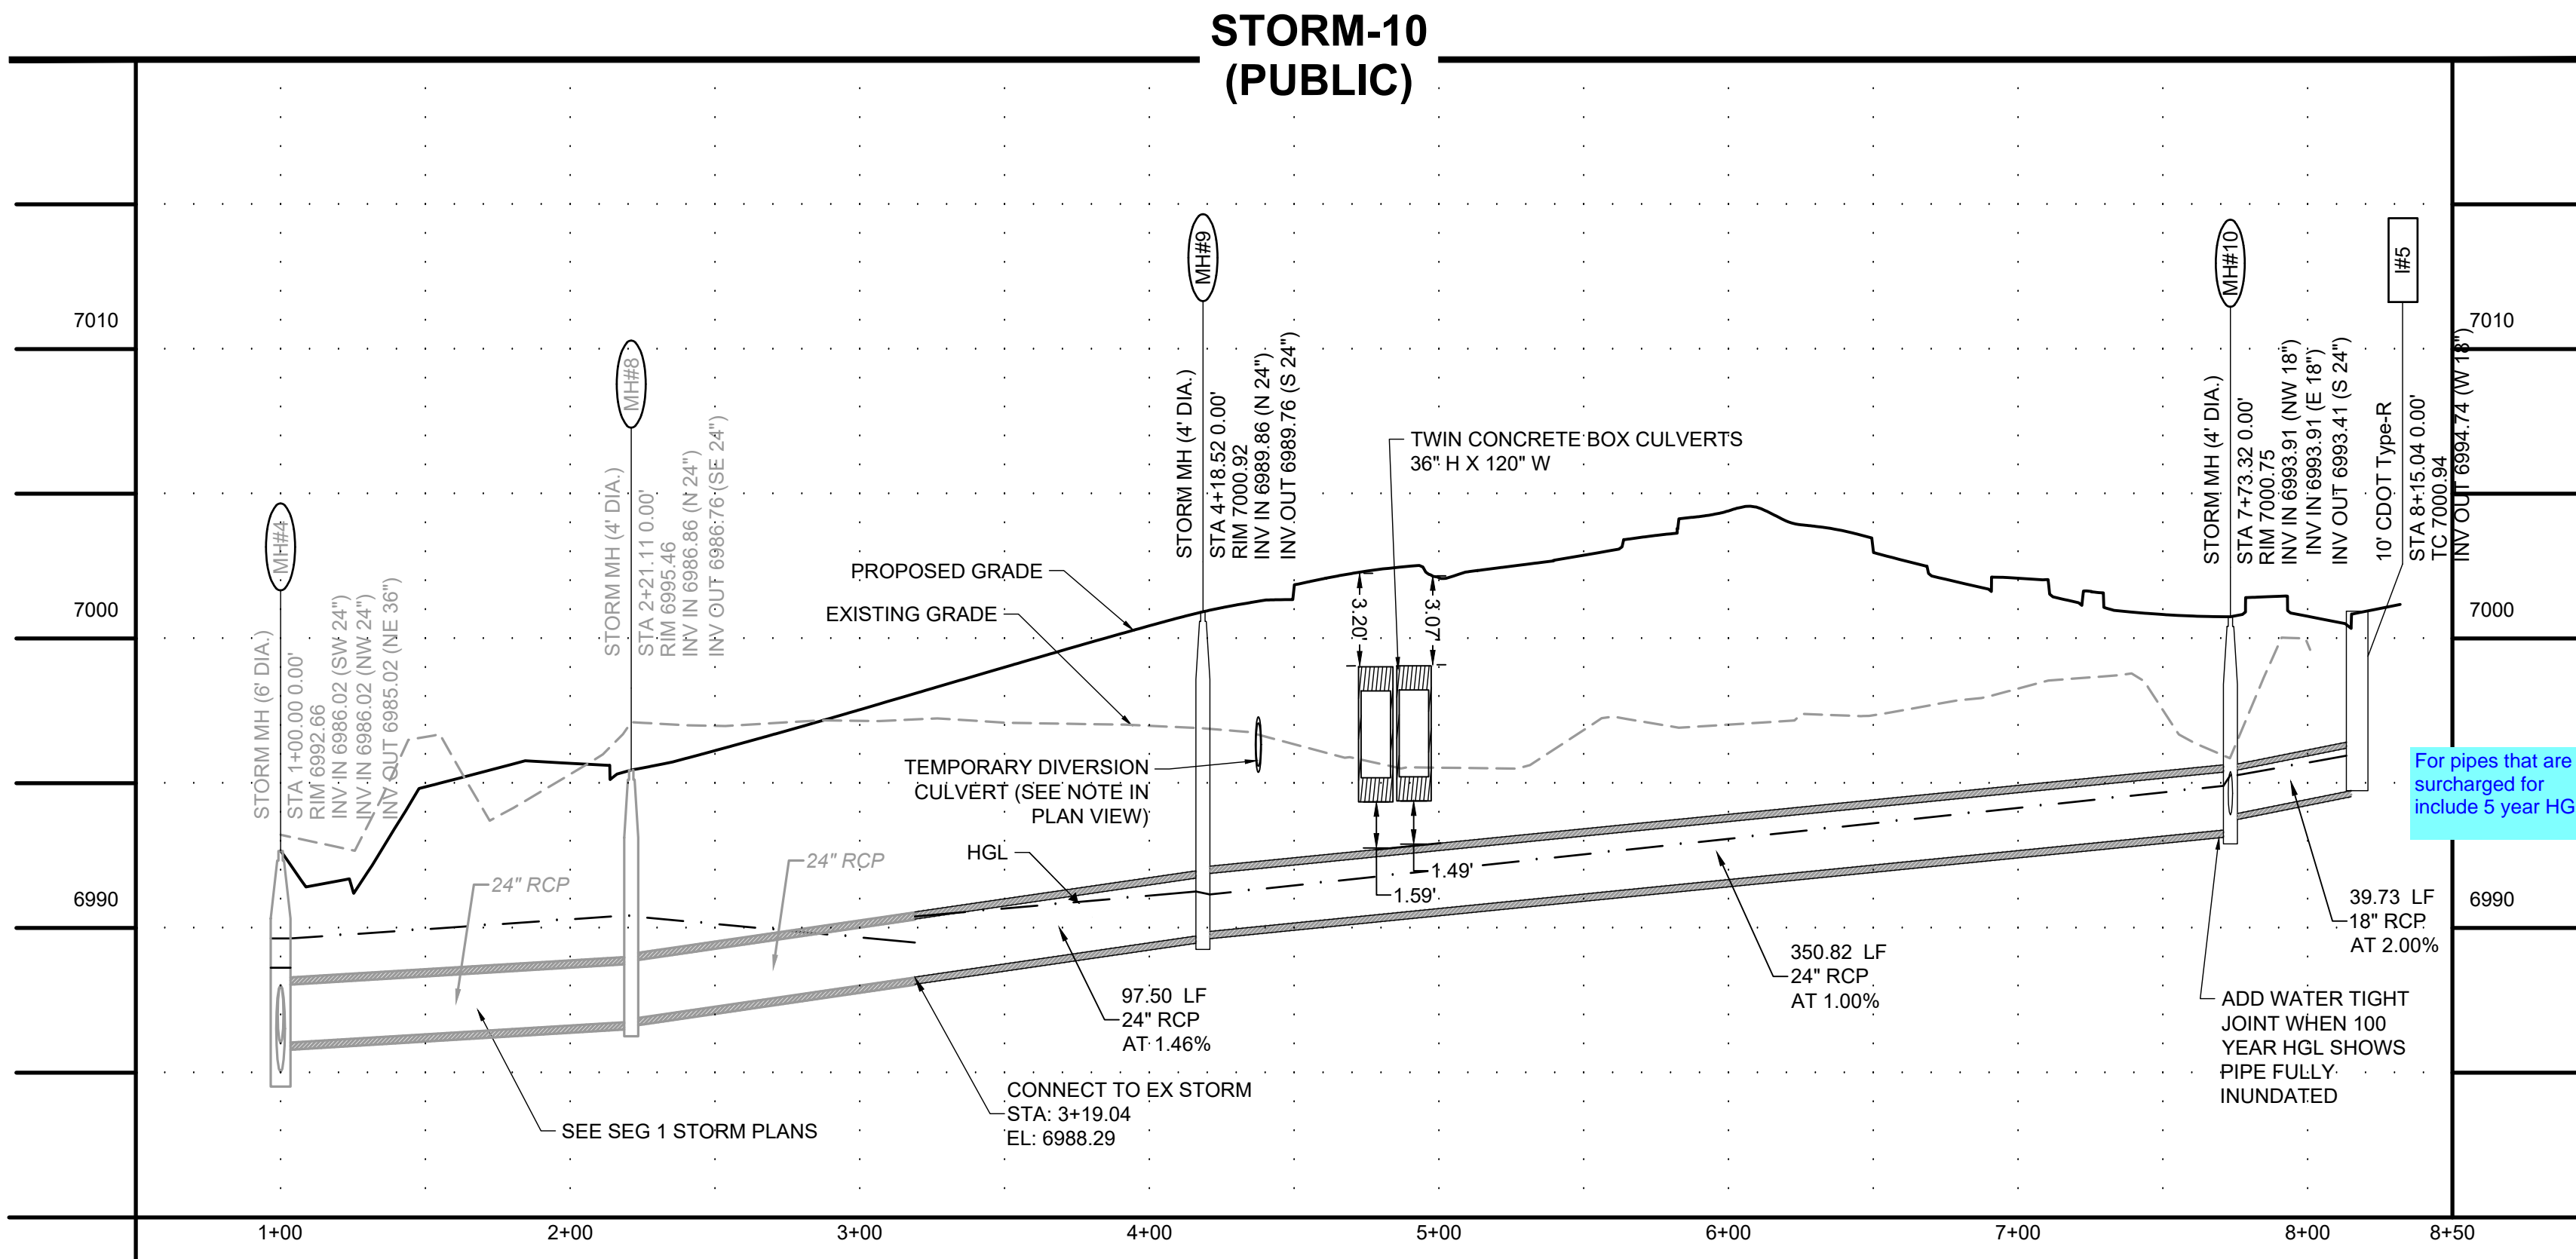 STORM-10
(PUBLIC)
7010
7000
6990
7010
7000
6990
MH#4
STORM MH (6' DIA.)
STA 1+00.00 0.00'
RIM 6992.66
INV IN 6986.02 (SW 24")
INV IN 6986.02 (NW 24")
INV OUT 6985.02 (NE 36")
MH#8
STORM MH (4' DIA.)
STA 2+21.11 0.00'
RIM 6995.46
INV IN 6986.86 (N 24")
INV OUT 6986.76 (SE 24")
MH#9
STORM MH (4' DIA.)
STA 4+18.52 0.00'
RIM 7000.92
INV IN 6989.86 (N 24")
INV OUT 6989.76 (S 24")
MH#10
STORM MH (4' DIA.)
STA 7+73.32 0.00'
RIM 7000.75
INV IN 6993.91 (NW 18")
INV IN 6993.91 (E 18")
INV OUT 6993.41 (S 24")
I#5
10' CDOT Type-R
STA 8+15.04 0.00'
TC 7000.94
INV OUT 6994.74 (W 18")
TWIN CONCRETE BOX CULVERTS
36" H X 120" W
PROPOSED GRADE
EXISTING GRADE
3.20'
3.07'
TEMPORARY DIVERSION
CULVERT (SEE NOTE IN
PLAN VIEW)
HGL
1.49'
1.59'
24" RCP
24" RCP
For pipes that are
surcharged for
include 5 year HG
39.73 LF
18" RCP
AT 2.00%
350.82 LF
24" RCP
AT 1.00%
97.50 LF
24" RCP
AT 1.46%
ADD WATER TIGHT
JOINT WHEN 100
YEAR HGL SHOWS
PIPE FULLY
INUNDATED
CONNECT TO EX STORM
STA: 3+19.04
EL: 6988.29
SEE SEG 1 STORM PLANS
1+00
2+00
3+00
4+00
5+00
6+00
7+00
8+00
8+50